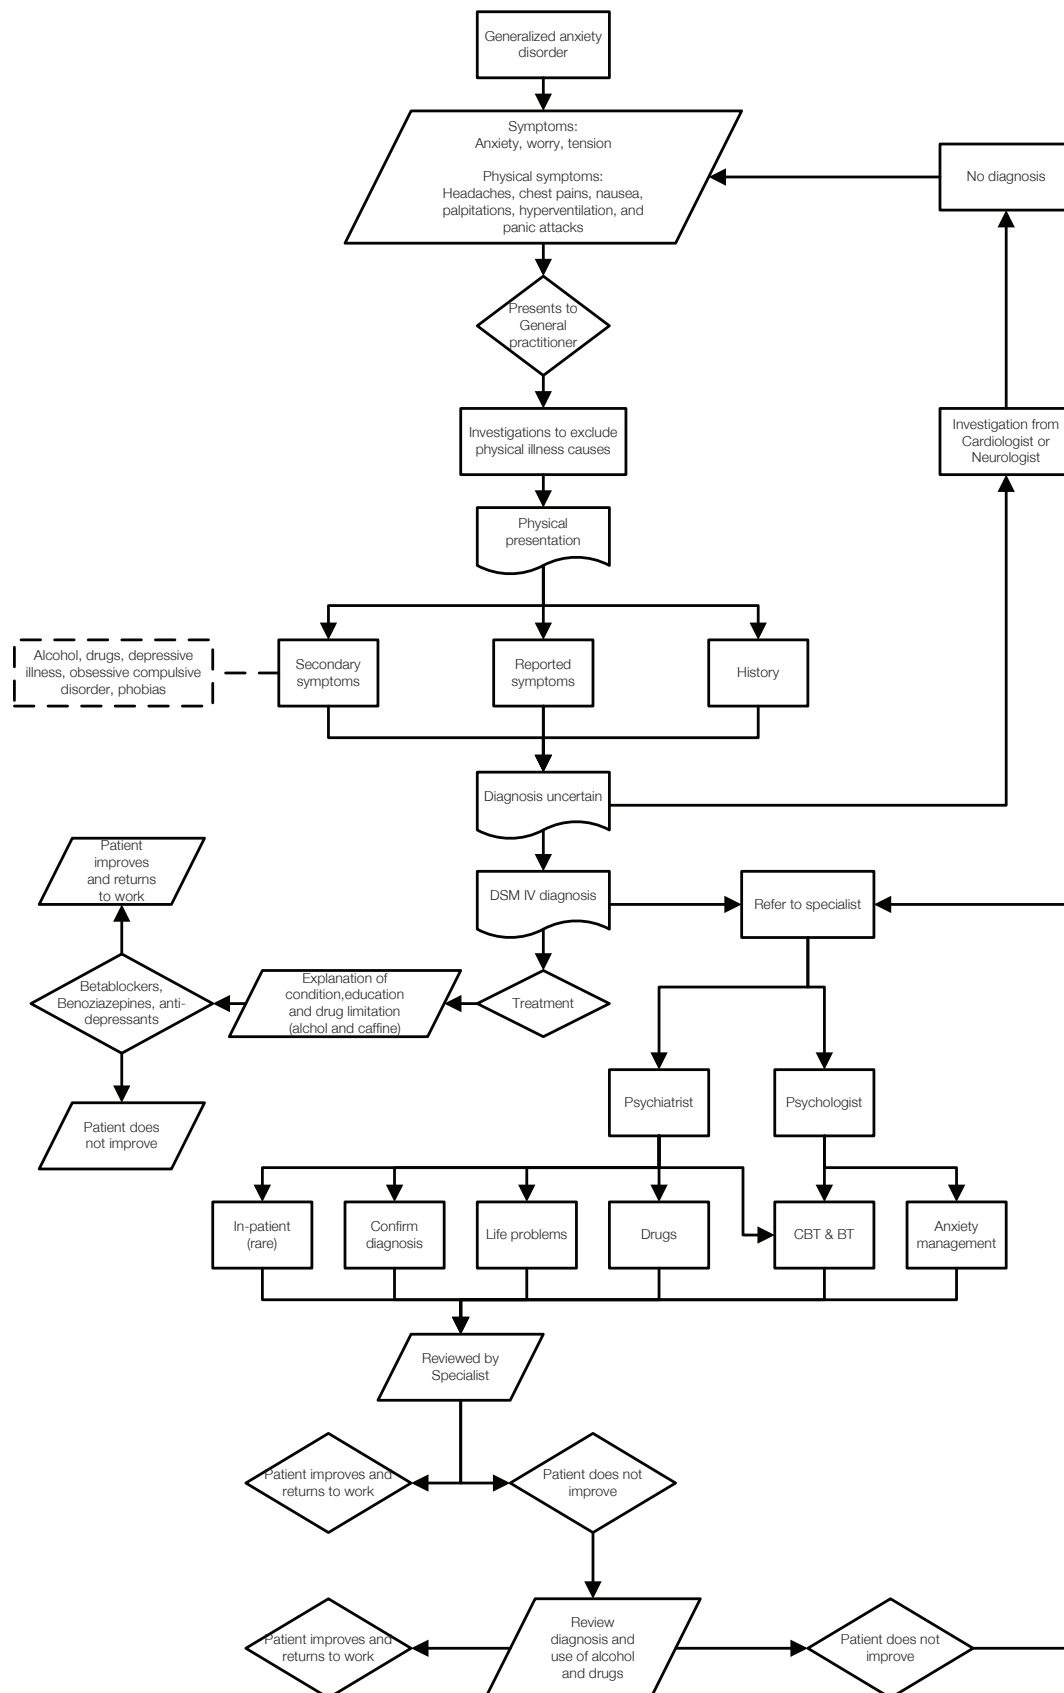 Generalized anxiety
disorder
Symptoms:
Anxiety, worry, tension
Physical symptoms:
Headaches, chest pains, nausea,
palpitations, hyperventilation, and
panic attacks
No diagnosis
Presents to
General
practitioner
Investigations to exclude
physical illness causes
Investigation from
Cardiologist or
Neurologist
Physical
presentation
Alcohol, drugs, depressive
illness, obsessive compulsive
disorder, phobias
Secondary
symptoms
Reported
symptoms
History
Diagnosis uncertain
Patient
improves
and returns
to work
DSM IV diagnosis
Refer to specialist
Betablockers,
Benoziazepines, anti-
depressants
Explanation of
condition,education
and drug limitation
(alchol and caffine)
Treatment
Patient does
not improve
Psychiatrist
Psychologist
In-patient
(rare)
Confirm
diagnosis
Life problems
Drugs
CBT & BT
Anxiety
management
Reviewed by
Specialist
Patient improves and
returns to work
Patient does not
improve
Patient improves and
returns to work
Review
diagnosis and
use of alcohol
and drugs
Patient does not
improve